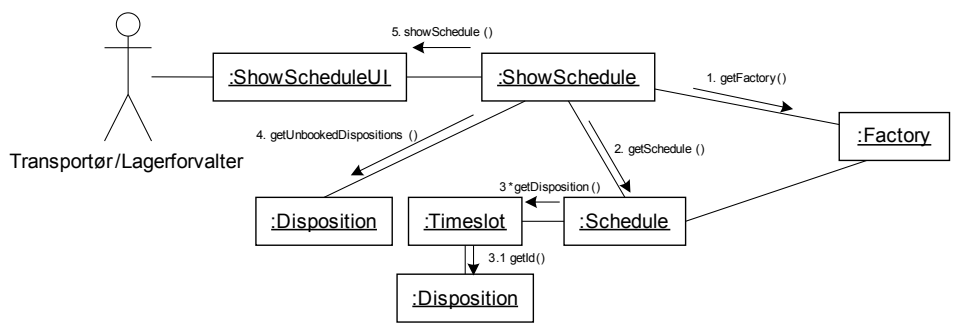 5. showSchedule ()
:ShowScheduleUI
:ShowSchedule
1. getFactory()
4. getUnbookedDispositions ()
2. getSchedule ()
:Factory
Transportør/Lagerforvalter
3 * getDisposition()
:Disposition
:Timeslot
:Schedule
3.1 getId()
:Disposition